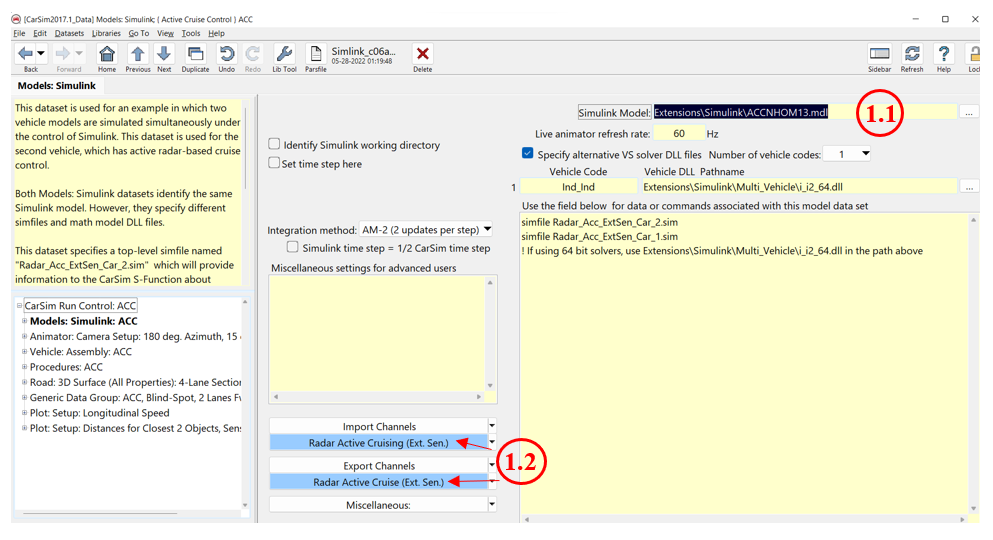 [CarSim2017.1_Data] Models: Simulink; { Active Cruise Control } ACC
File Edit Datasets Libraries Go To View Tools Help
Back Forward Home Previous Next Duplicate Undo Redo Lib Tool Parsfile
Simlink_c06a...
05-28-2022 01:19:48
Delete Sidebar Refresh Help Loc
Models: Simulink
This dataset is used for an example in which two
vehicle models are simulated simultaneously under
the control of Simulink. This dataset is used for the
second vehicle, which has active radar-based cruise
control.
Both Models: Simulink datasets identify the same
Simulink model. However, they specify different
simfiles and math model DLL files.
This dataset specifies a top-level simfile named
"Radar_Acc_ExtSen_Car_2.sim" which will provide
information to the CarSim S-Function about
CarSim Run Control: ACC
Models: Simulink: ACC
Animator: Camera Setup: 180 deg. Azimuth, 15
Vehicle: Assembly: ACC
Procedures: ACC
Road: 3D Surface (All Properties): 4-Lane Section
Generic Data Group: ACC, Blind-Spot, 2 Lanes
Plot: Setup: Longitudinal Speed
Plot: Setup: Distances for Closest 2 Objects, Sens
Identify Simulink working directory
Set time step here
Integration method: AM-2 (2 updates per step)
Simulink time step = 1/2 CarSim time step
Miscellaneous settings for advanced users
Import Channels
Radar Active Cruising (Ext. Sen.)
Export Channels
Radar Active Cruise (Ext. Sen.)
1.2
Miscellaneous:
Simulink Model: Extensions\Simulink\ACCNHOM13.mdl ...
1.1
Live animator refresh rate: 60 Hz
Specify alternative VS solver DLL files Number of vehicle codes: 1
Vehicle Code Vehicle DLL Pathname
1 Ind_Ind Extensions\Simulink\Multi_Vehicle\i_i2_64.dll ...
Use the field below for data or commands associated with this model data set
simfile Radar_Acc_ExtSen_Car_2.sim
simfile Radar_Acc_ExtSen_Car_1.sim
! If using 64 bit solvers, use Extensions\Simulink\Multi_Vehicle\i_i2_64.dll in the path above